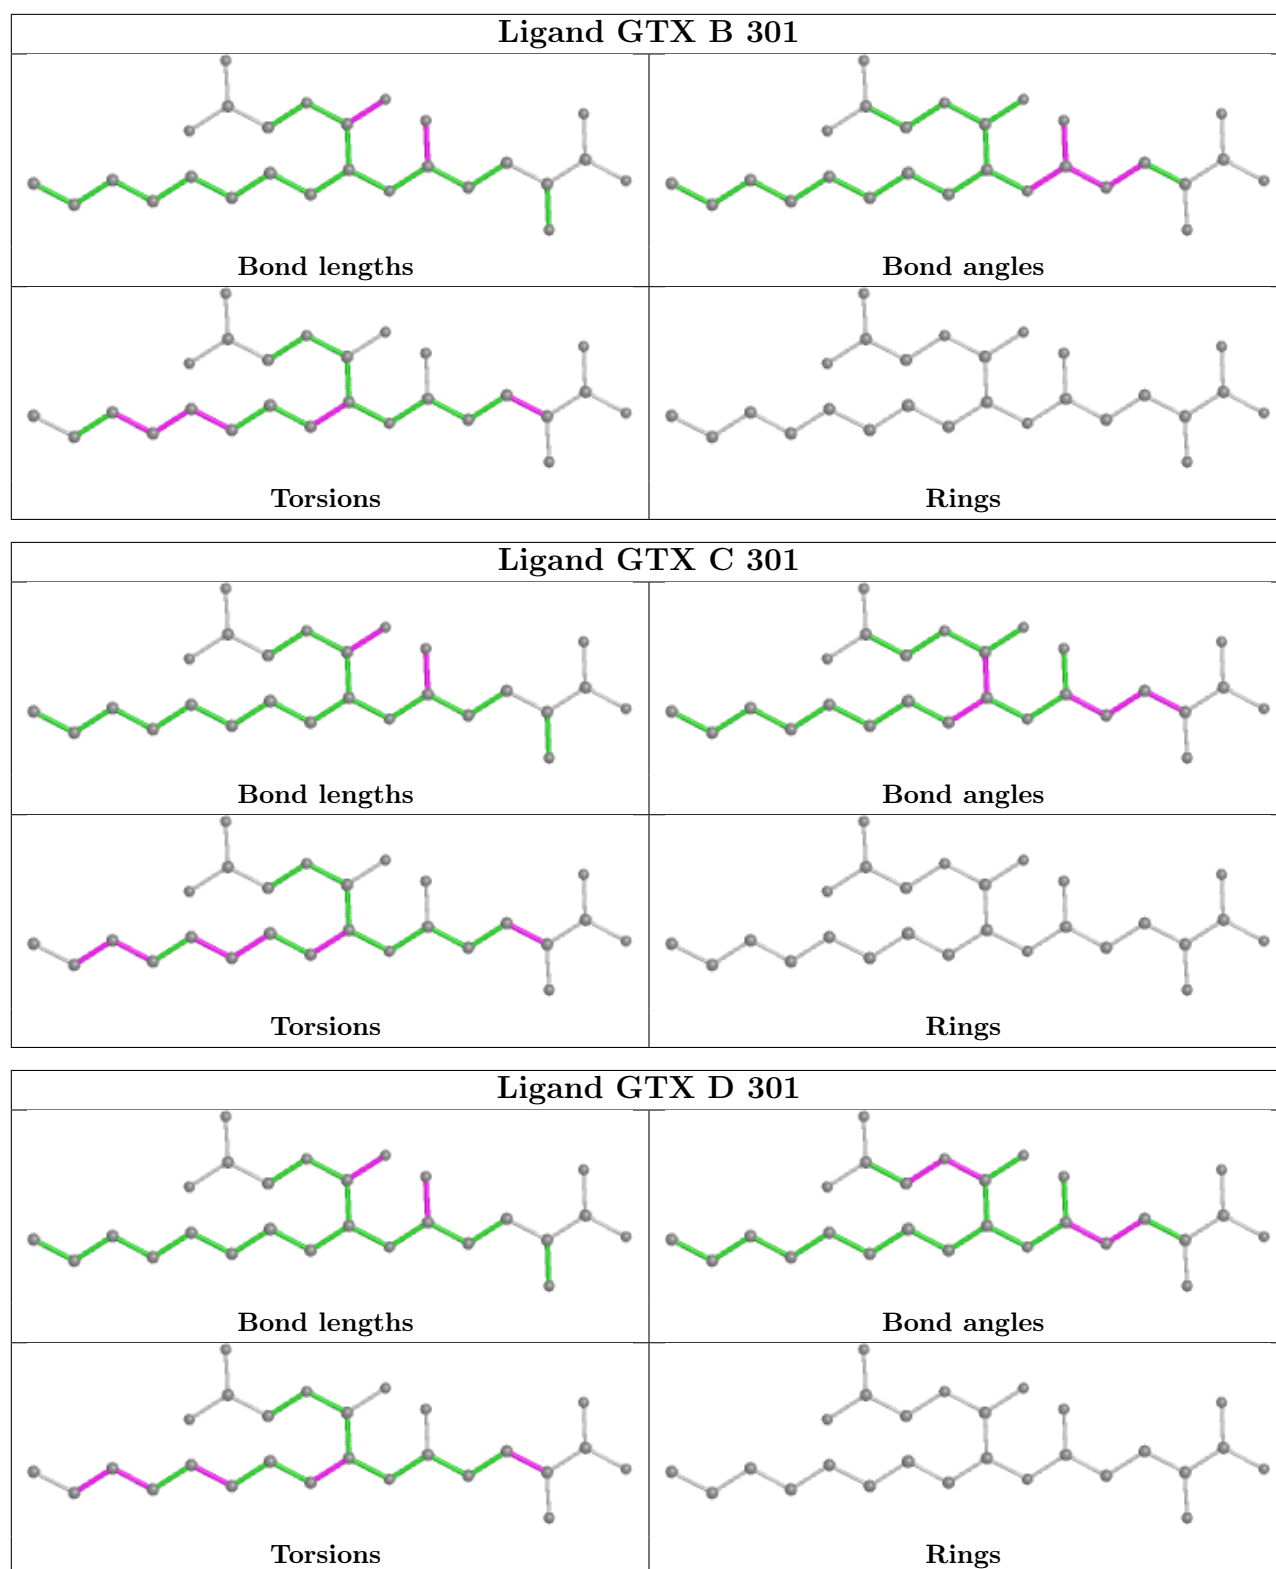 Ligand GTX B 301
Bond lengths
Bond angles
Torsions
Rings
Ligand GTX C 301
Bond lengths
Bond angles
Torsions
Rings
Ligand GTX D 301
Bond lengths
Bond angles
Torsions
Rings